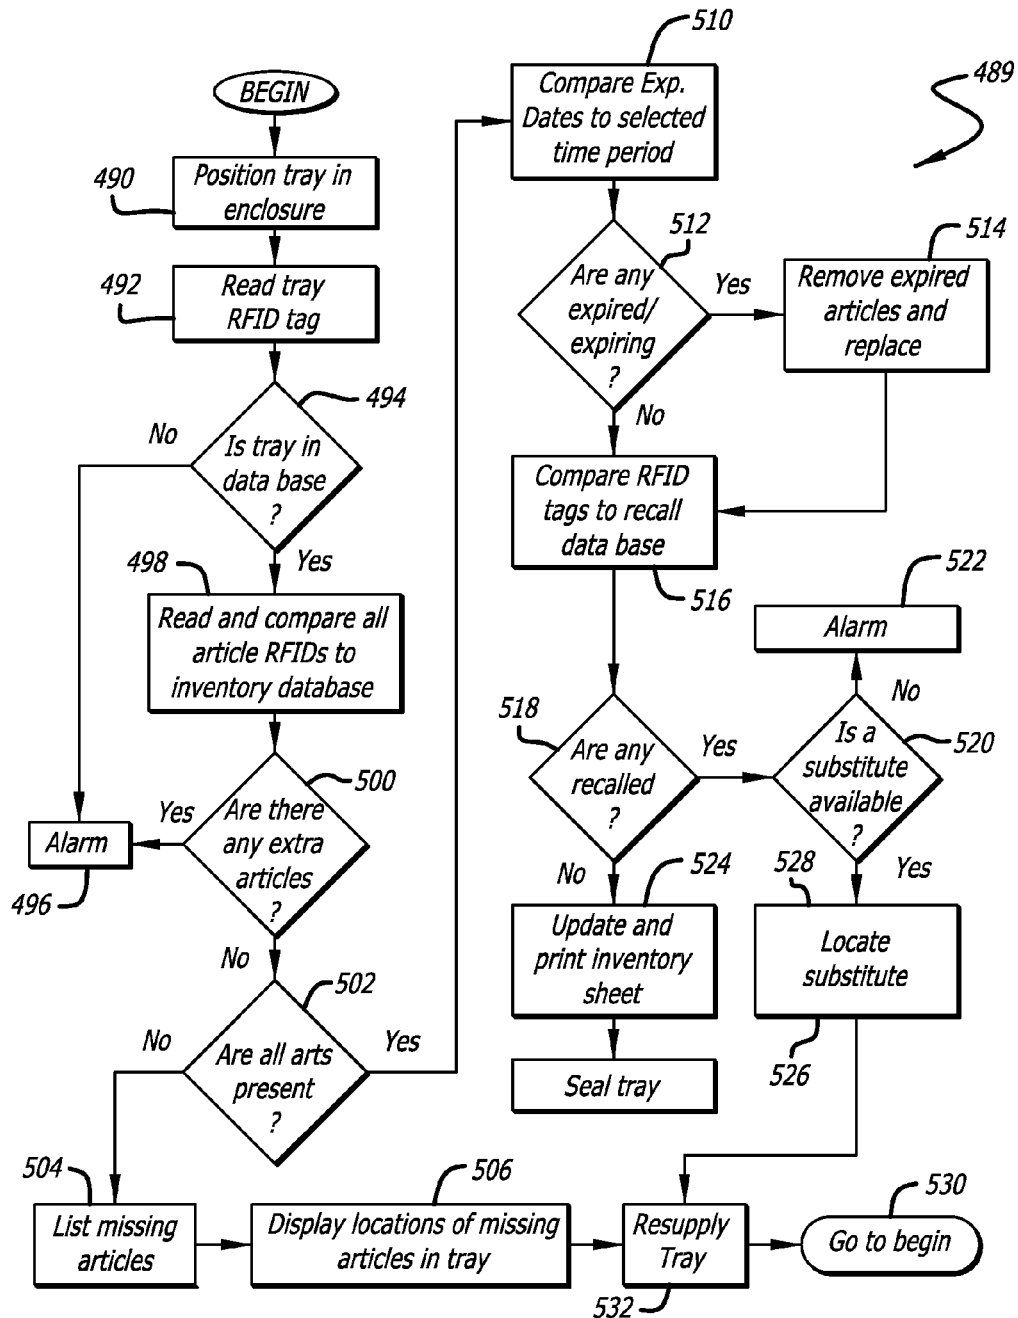 BEGIN
490
Position tray in
enclosure
492
Read tray
RFID tag
494
No
Is tray in
data base
?
Yes
498
Read and compare all
article RFIDs to
inventory database
500
Yes
Are there
any extra
articles
?
Alarm
496
No
502
No
Are all arts
present
?
Yes
504
List missing
articles
506
Display locations of missing
articles in tray
510
Compare Exp.
Dates to selected
time period
489
512
Are any
expired/
expiring
?
Yes
514
Remove expired
articles and
replace
No
Compare RFID
tags to recall
data base
516
522
Alarm
No
518
Are any
recalled
?
Yes
520
Is a
substitute
available
?
No
524
Update and
print inventory
sheet
Seal tray
Yes
528
Locate
substitute
526
Resupply
Tray
532
530
Go to begin